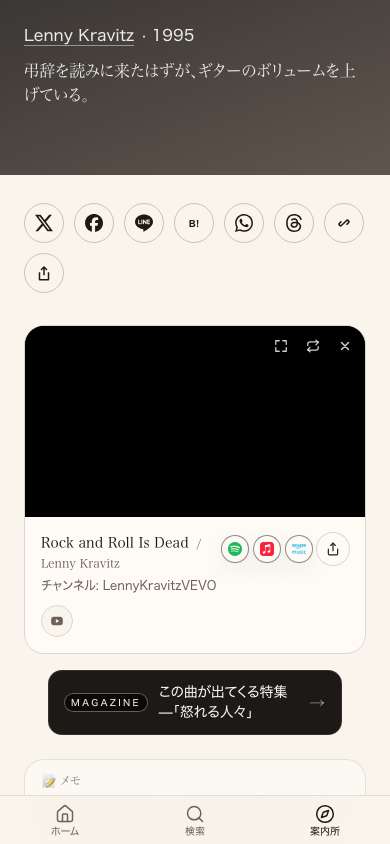 Lenny Kravitz · 1995
弔辞を読みに来たはずが、ギターのボリュームを上
げている。
LINE
B!
Rock and Roll Is Dead /
Lenny Kravitz
amazon music
チャンネル: LennyKravitzVEVO
MAGAZINE
この曲が出てくる特集
—「怒れる人々」
→
📝 メモ
ホーム
検索
案内所